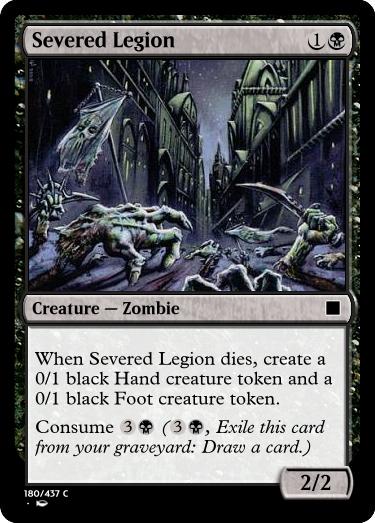 Severed Legion 1
Creature — Zombie
When Severed Legion dies, create a
0/1 black Hand creature token and a
0/1 black Foot creature token.
Consume 3 ( 3 , Exile this card
from your graveyard: Draw a card.)
2/2
180/437 C